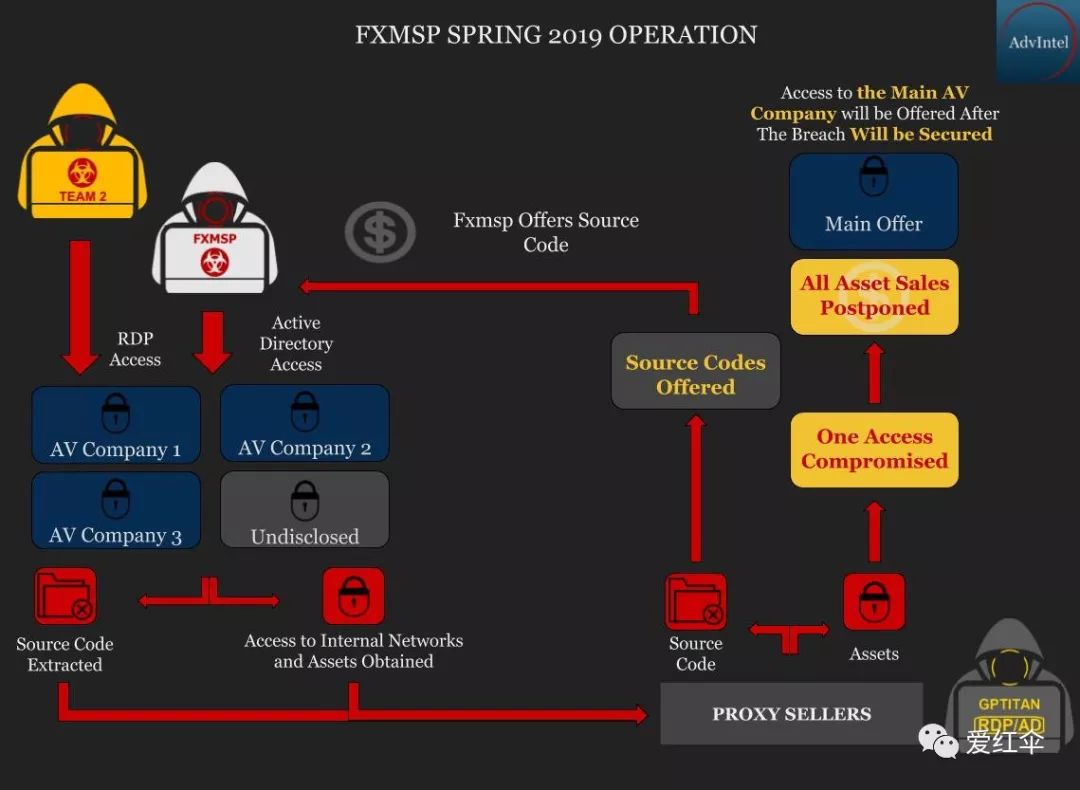 FXMSP SPRING 2019 OPERATION
AdvIntel
Access to the Main AV
Company will be Offered After
The Breach Will be Secured
TEAM 2
FXMSP
Fxmsp Offers Source
Code
Main Offer
All Asset Sales
Postponed
RDP
Access
Active
Directory
Access
Source Codes
Offered
AV Company 1
AV Company 2
One Access
Compromised
AV Company 3
Undisclosed
Source Code
Extracted
Access to Internal Networks
and Assets Obtained
Source
Code
Assets
PROXY SELLERS
GPTITAN
RDP/AD
爱红伞